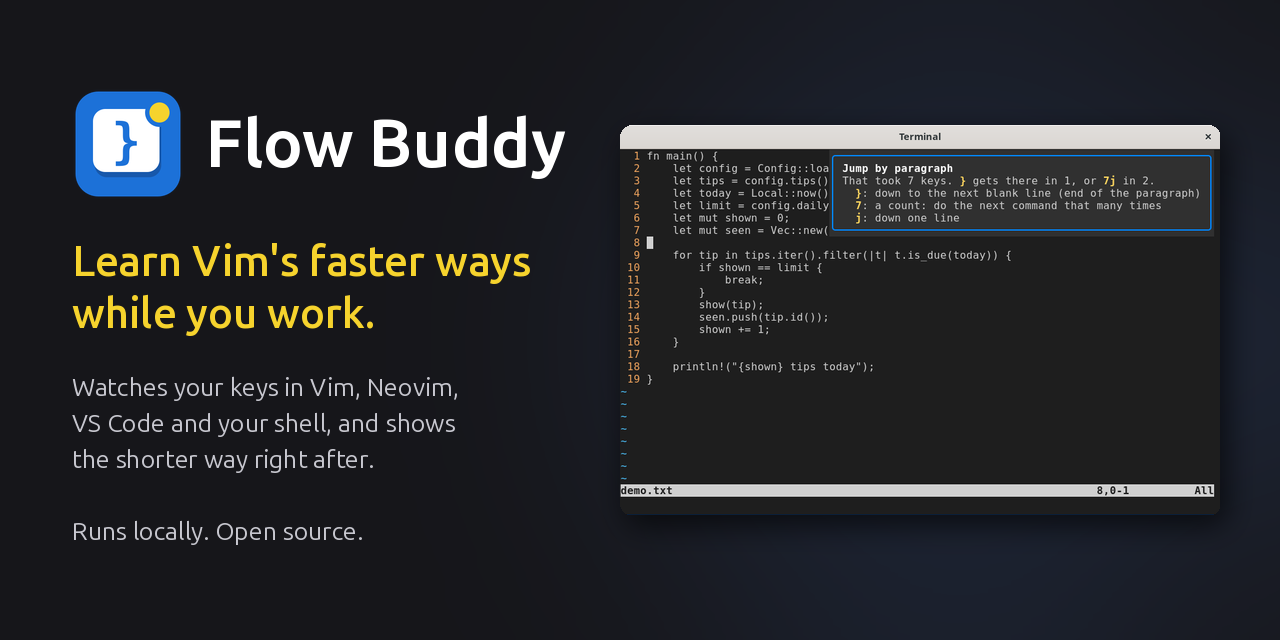 }
Flow Buddy
Learn Vim's faster ways
while you work.
Watches your keys in Vim, Neovim,
VS Code and your shell, and shows
the shorter way right after.
Runs locally. Open source.
Terminal ×
1 fn main() {
2     let config = Config::loa
3     let tips = config.tips()
4     let today = Local::now()
5     let limit = config.daily
6     let mut shown = 0;
7     let mut seen = Vec::new(
8
9     for tip in tips.iter().filter(|t| t.is_due(today)) {
10         if shown == limit {
11             break;
12         }
13         show(tip);
14         seen.push(tip.id());
15         shown += 1;
16     }
17
18     println!("{shown} tips today");
19 }
~
~
~
~
~
~
~
~
demo.txt 8,0-1 All
Jump by paragraph
That took 7 keys. } gets there in 1, or 7j in 2.
}: down to the next blank line (end of the paragraph)
7: a count: do the next command that many times
j: down one line